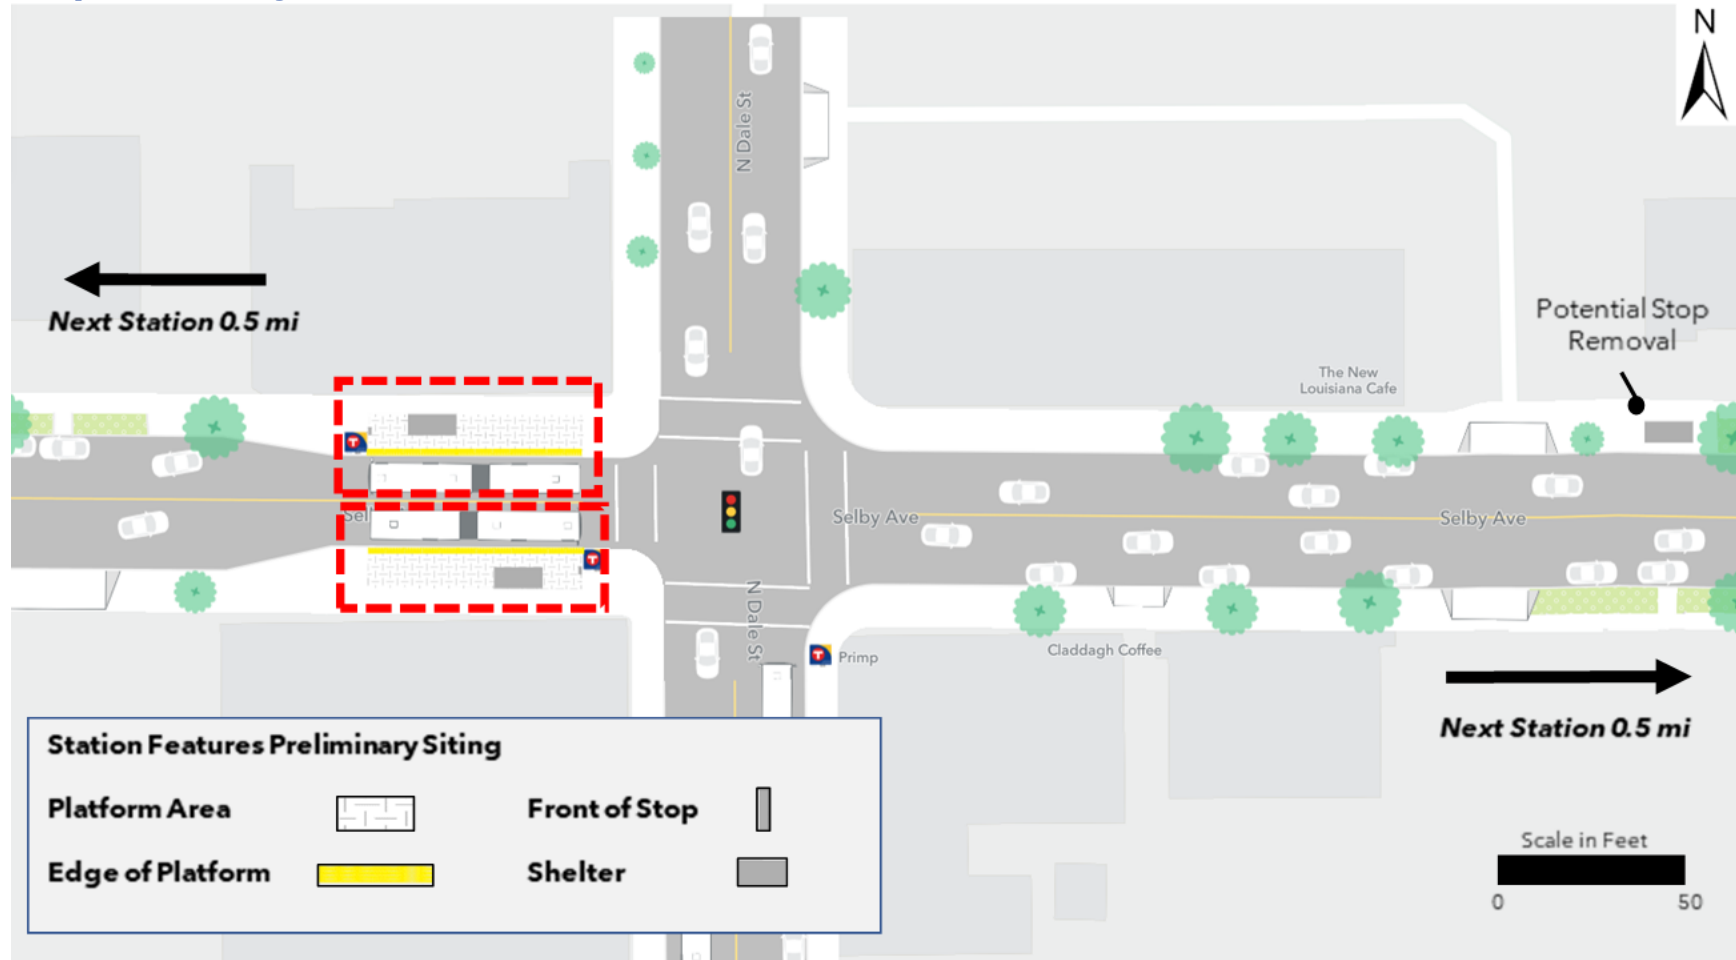 N
N Dale St
Next Station 0.5 mi
Potential Stop
Removal
The New
Louisiana Cafe
T
Sel
Selby Ave
Selby Ave
T
N Dale St
T
Primp
Claddagh Coffee
Next Station 0.5 mi
Station Features Preliminary Siting
Platform Area
Front of Stop
Edge of Platform
Shelter
Scale in Feet
0
50